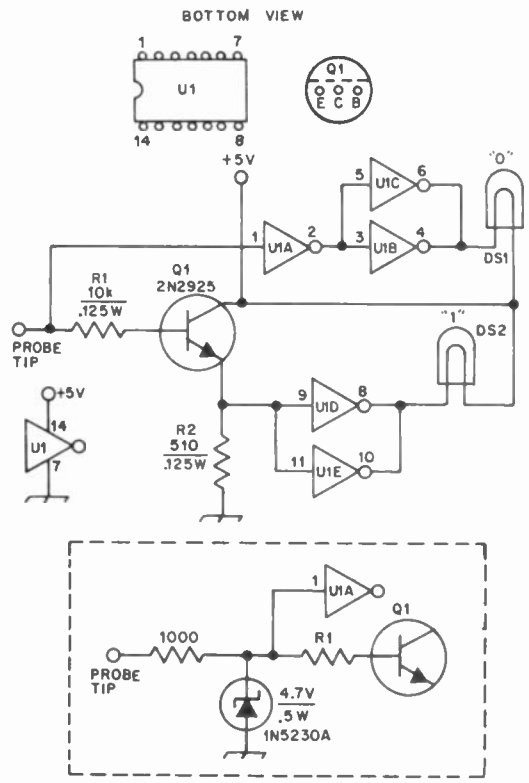 BOTTOM VIEW
1 7
U1
14 8
Q1
E C B
+5V
1 U1A 2
5 U1C 6
3 U1B 4
"0"
DS1
R1
10k
.125W
Q1
2N2925
PROBE
TIP
"1"
DS2
+5V
14
U1
7
R2
510
.125W
9 U1D 8
11 U1E 10
1 U1A
Q1
1000
R1
PROBE
TIP
4.7V
.5W
1N5230A